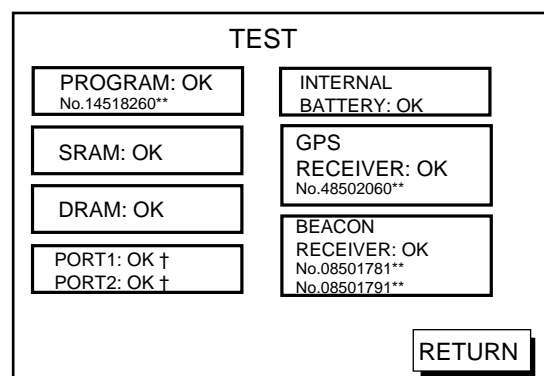 TEST
PROGRAM: OK
No.14518260**
SRAM: OK
DRAM: OK
PORT1: OK †
PORT2: OK †
INTERNAL
BATTERY: OK
GPS
RECEIVER: OK
No.48502060**
BEACON
RECEIVER: OK
No.08501781**
No.08501791**
RETURN